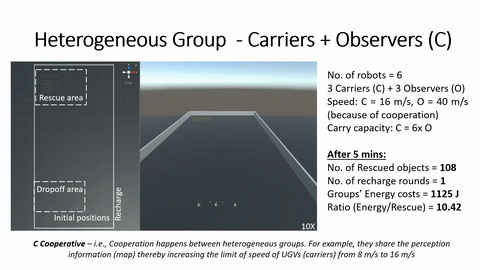 Heterogeneous Group - Carriers + Observers (C)
Rescue area
Dropoff area
Initial positions
Recharge
10X
No. of robots = 6
3 Carriers (C) + 3 Observers (O)
Speed: C = 16 m/s, O = 40 m/s
(because of cooperation)
Carry capacity: C = 6x O
After 5 mins:
No. of Rescued objects = 108
No. of recharge rounds = 1
Groups' Energy costs = 1125 J
Ratio (Energy/Rescue) = 10.42
C Cooperative – i.e., Cooperation happens between heterogeneous groups. For example, they share the perception
information (map) thereby increasing the limit of speed of UGVs (carriers) from 8 m/s to 16 m/s